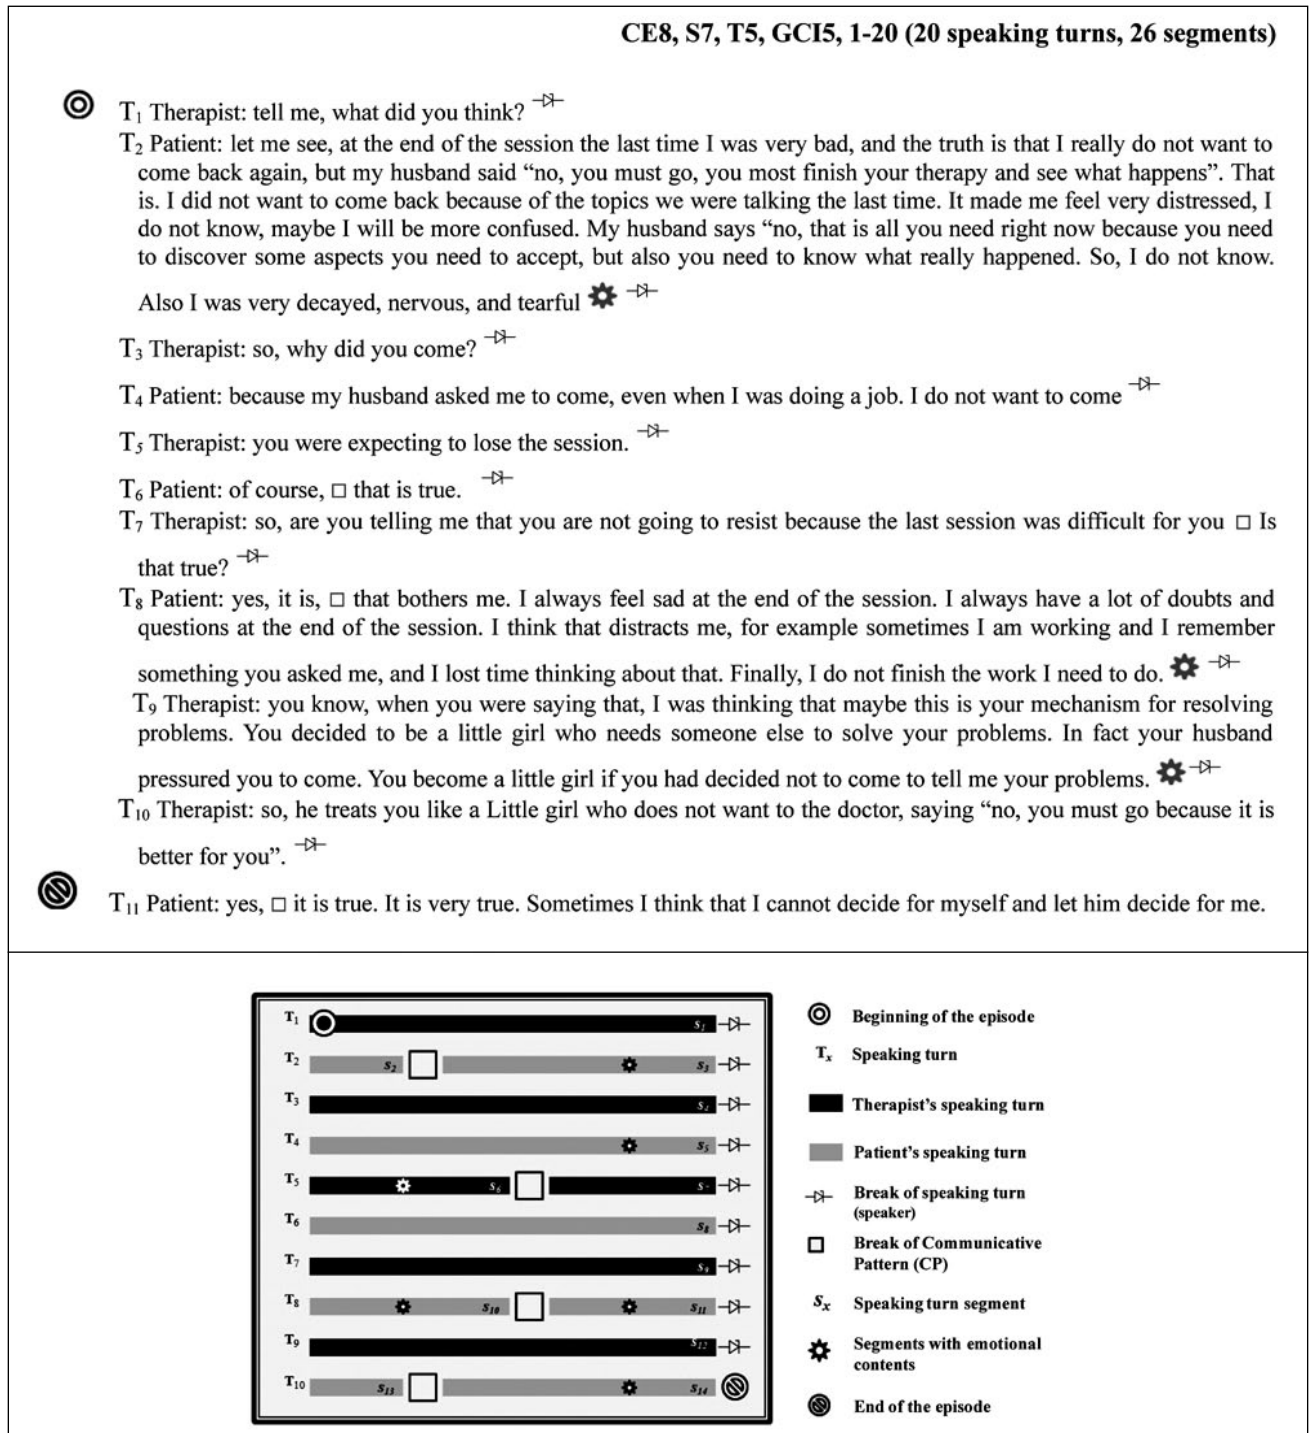 CE8, S7, T5, GCI5, 1-20 (20 speaking turns, 26 segments)
T1 Therapist: tell me, what did you think?
T2 Patient: let me see, at the end of the session the last time I was very bad, and the truth is that I really do not want to
come back again, but my husband said “no, you must go, you most finish your therapy and see what happens”. That
is. I did not want to come back because of the topics we were talking the last time. It made me feel very distressed, I
do not know, maybe I will be more confused. My husband says “no, that is all you need right now because you need
to discover some aspects you need to accept, but also you need to know what really happened. So, I do not know.
Also I was very decayed, nervous, and tearful
T3 Therapist: so, why did you come?
T4 Patient: because my husband asked me to come, even when I was doing a job. I do not want to come
T5 Therapist: you were expecting to lose the session.
T6 Patient: of course, □ that is true.
T7 Therapist: so, are you telling me that you are not going to resist because the last session was difficult for you □ Is
that true?
T8 Patient: yes, it is, □ that bothers me. I always feel sad at the end of the session. I always have a lot of doubts and
questions at the end of the session. I think that distracts me, for example sometimes I am working and I remember
something you asked me, and I lost time thinking about that. Finally, I do not finish the work I need to do.
T9 Therapist: you know, when you were saying that, I was thinking that maybe this is your mechanism for resolving
problems. You decided to be a little girl who needs someone else to solve your problems. In fact your husband
pressured you to come. You become a little girl if you had decided not to come to tell me your problems.
T10 Therapist: so, he treats you like a Little girl who does not want to the doctor, saying “no, you must go because it is
better for you”.
T11 Patient: yes, □ it is true. It is very true. Sometimes I think that I cannot decide for myself and let him decide for me.
T1 S1
T2 S2 S3
T3 S
T4 S5
T5 S6 S
T6 S8
T7 S9
T8 S10 S11
T9 S12
T10 S13 S14
Beginning of the episode
Tx Speaking turn
Therapist's speaking turn
Patient's speaking turn
Break of speaking turn
(speaker)
Break of Communicative
Pattern (CP)
Sx Speaking turn segment
Segments with emotional
contents
End of the episode